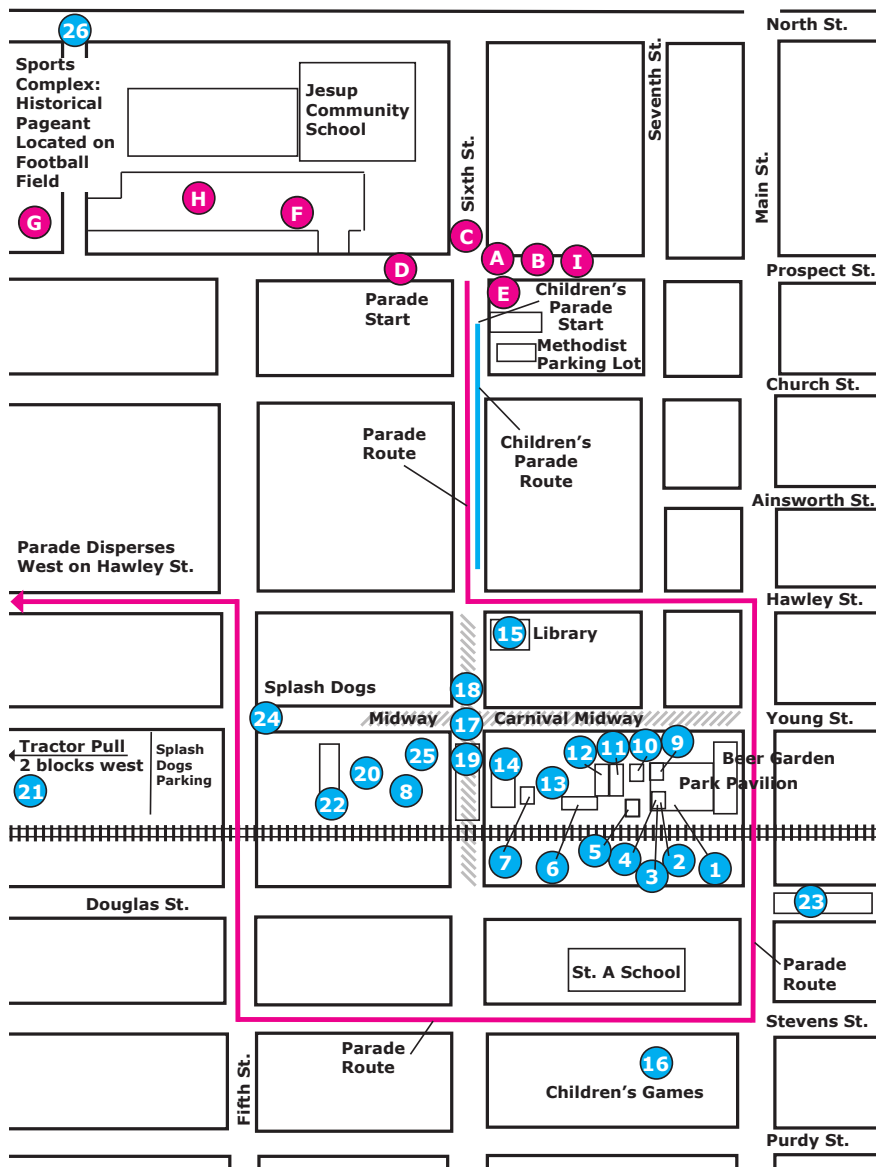 26
North St.
Sports
Complex:
Historical
Pageant
Located on
Football
Field
Jesup
Community
School
Sixth St.
Seventh St.
Main St.
H
F
G
C
A
B
I
D
E
Prospect St.
Parade
Start
Children's
Parade
Start
Methodist
Parking Lot
Church St.
Parade
Route
Children's
Parade
Route
Ainsworth St.
Parade Disperses
West on Hawley St.
Hawley St.
15
Library
Splash Dogs
18
24
Midway
17
Carnival Midway
Young St.
Tractor Pull
2 blocks west
Splash
Dogs
Parking
21
22
20
8
25
19
14
13
12
11
10
9
Beer Garden
Park Pavilion
7
6
5
4
3
2
1
Douglas St.
23
St. A School
Parade
Route
Stevens St.
Parade
Route
Fifth St.
16
Children's Games
Purdy St.